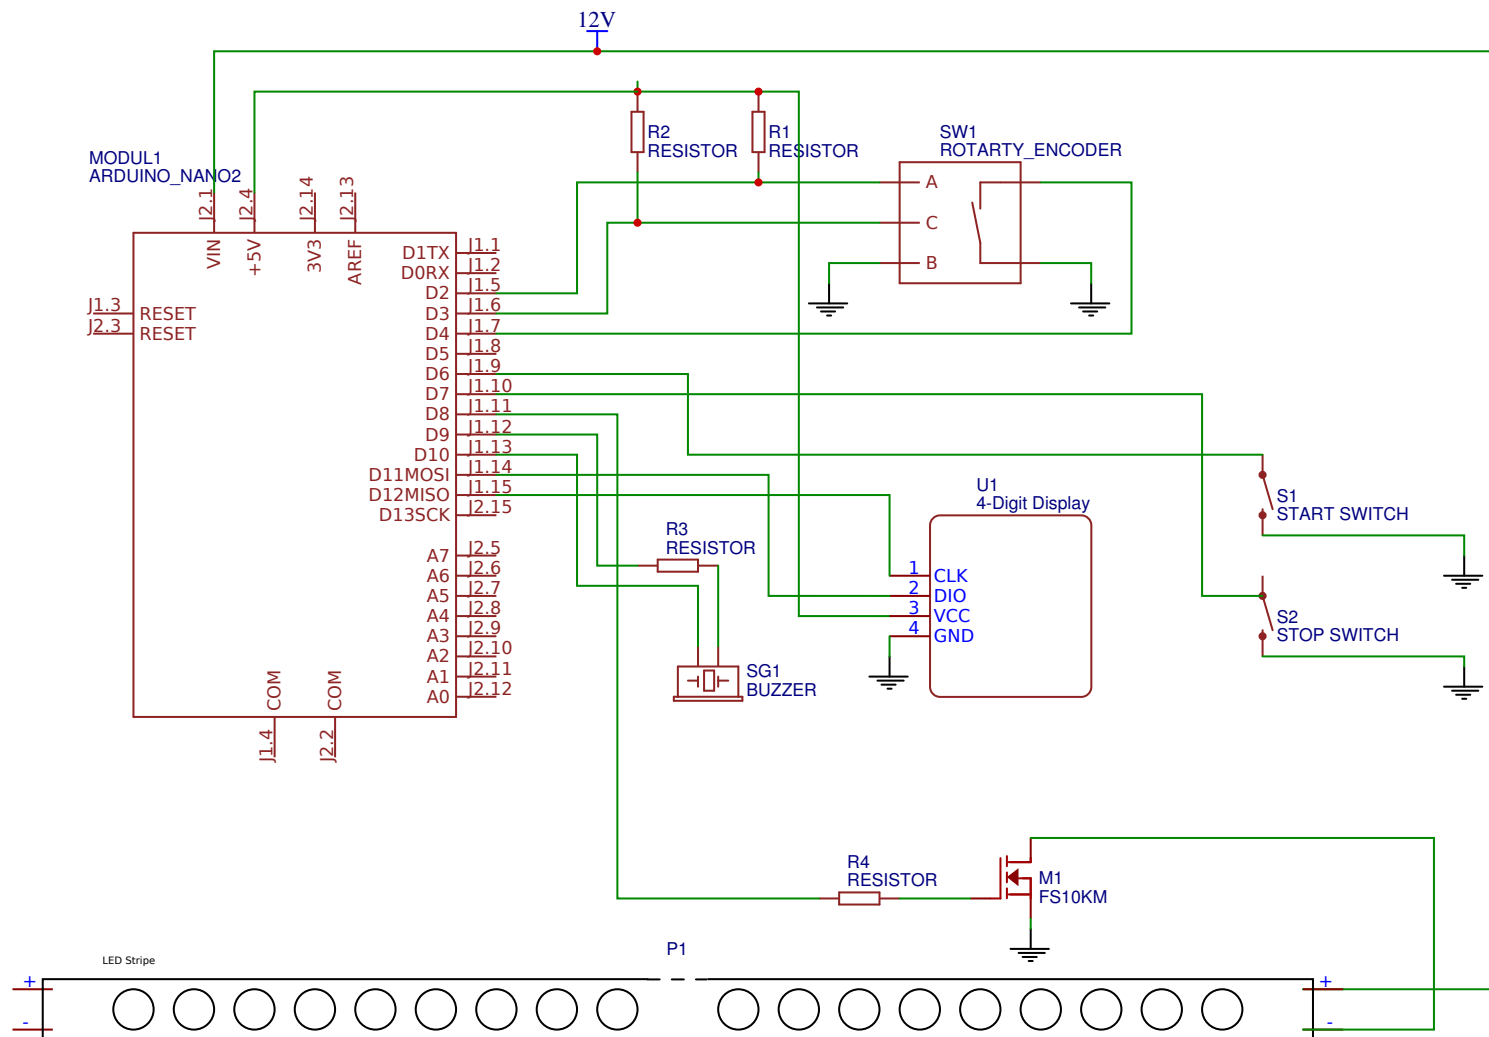 12V
MODUL1
ARDUINO_NANO2
J2.1
J2.4
J2.14
J2.13
VIN
+5V
3V3
AREF
J1.3 RESET
J2.3 RESET
D1TX J1.1
D0RX J1.2
D2 J1.5
D3 J1.6
D4 J1.7
D5 J1.8
D6 J1.9
D7 J1.10
D8 J1.11
D9 J1.12
D10 J1.13
D11MOSI J1.14
D12MISO J1.15
D13SCK J2.15
A7 J2.5
A6 J2.6
A5 J2.7
A4 J2.8
A3 J2.9
A2 J2.10
A1 J2.11
A0 J2.12
COM
COM
J1.4
J2.2
R2
RESISTOR
R1
RESISTOR
SW1
ROTARTY_ENCODER
A
C
B
S1
START SWITCH
S2
STOP SWITCH
U1
4-Digit Display
1 CLK
2 DIO
3 VCC
4 GND
R3
RESISTOR
SG1
BUZZER
R4
RESISTOR
M1
FS10KM
P1
LED Stripe
+
-
+
-